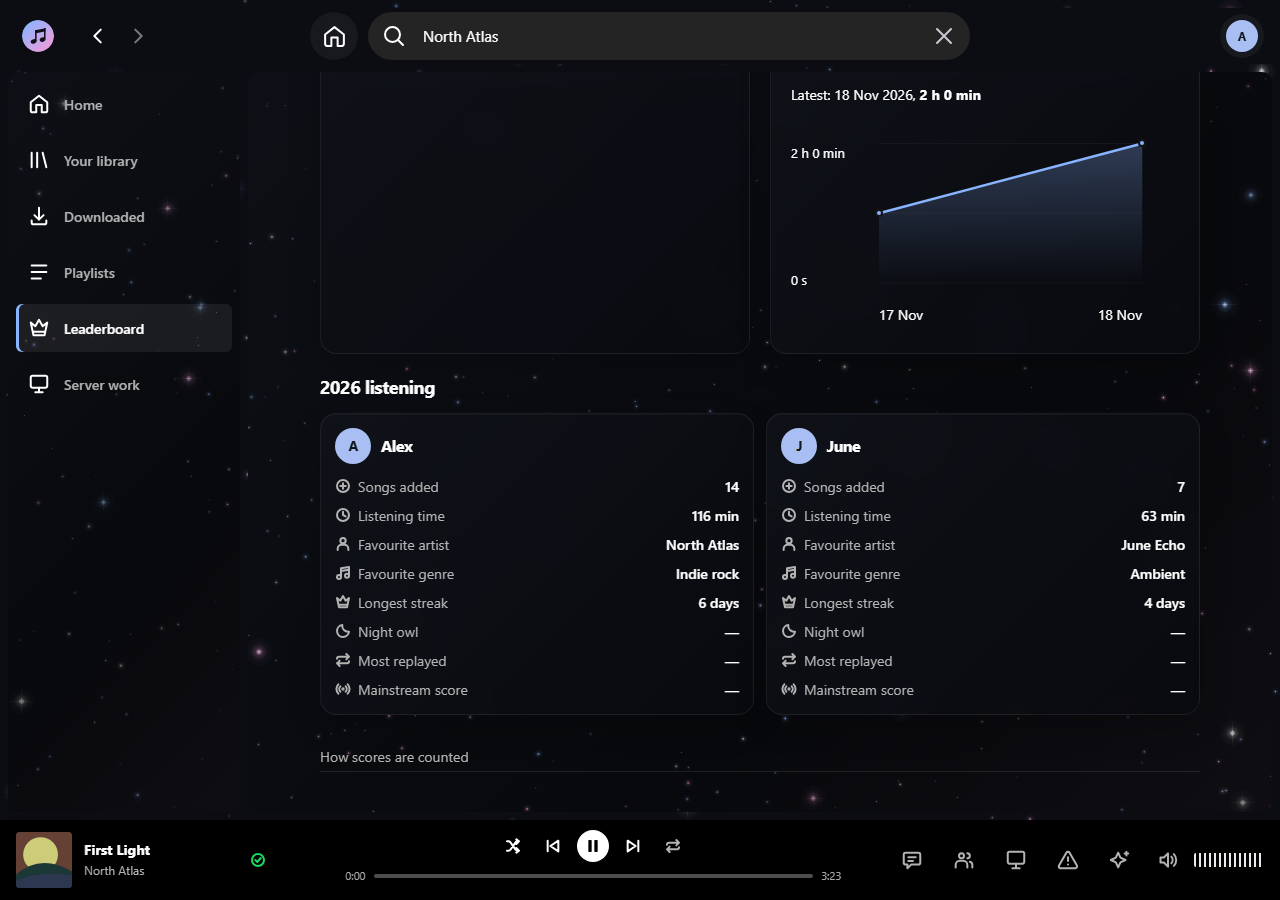 North Atlas
A
Home
Your library
Downloaded
Playlists
Leaderboard
Server work
Latest: 18 Nov 2026, 2 h 0 min
2 h 0 min
0 s
17 Nov
18 Nov
2026 listening
A Alex
Songs added 14
Listening time 116 min
Favourite artist North Atlas
Favourite genre Indie rock
Longest streak 6 days
Night owl —
Most replayed —
Mainstream score —
J June
Songs added 7
Listening time 63 min
Favourite artist June Echo
Favourite genre Ambient
Longest streak 4 days
Night owl —
Most replayed —
Mainstream score —
How scores are counted
First Light
North Atlas
0:00
3:23